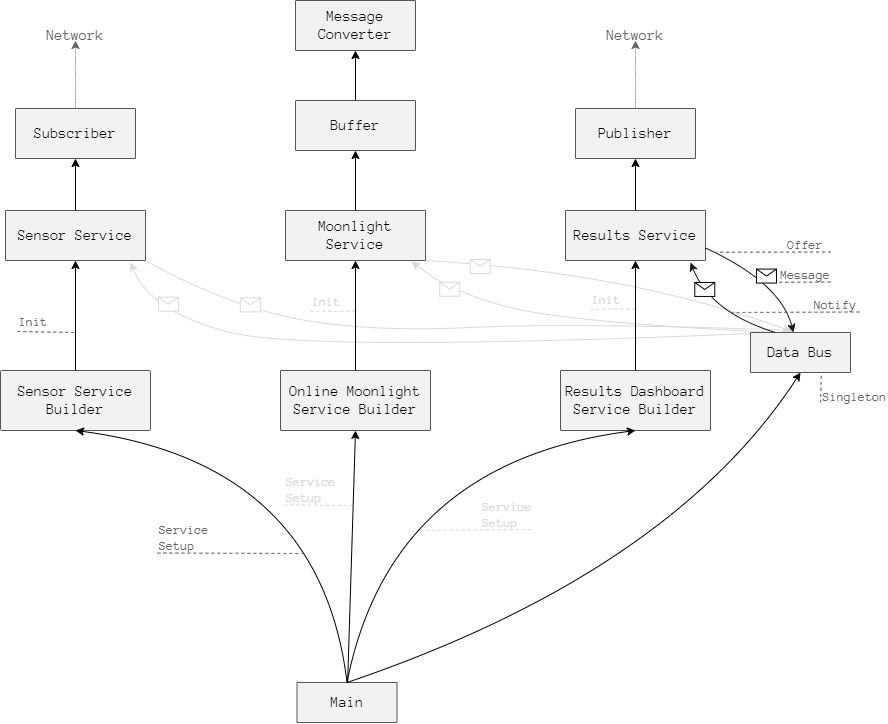 Message
Converter
Network
Network
Subscriber
Buffer
Publisher
Sensor Service
Moonlight
Service
Results Service
Offer
Message
Notify
Init
Init
Init
Data Bus
Singleton
Sensor Service
Builder
Online Moonlight
Service Builder
Results Dashboard
Service Builder
Service
Setup
Service
Setup
Service
Setup
Main